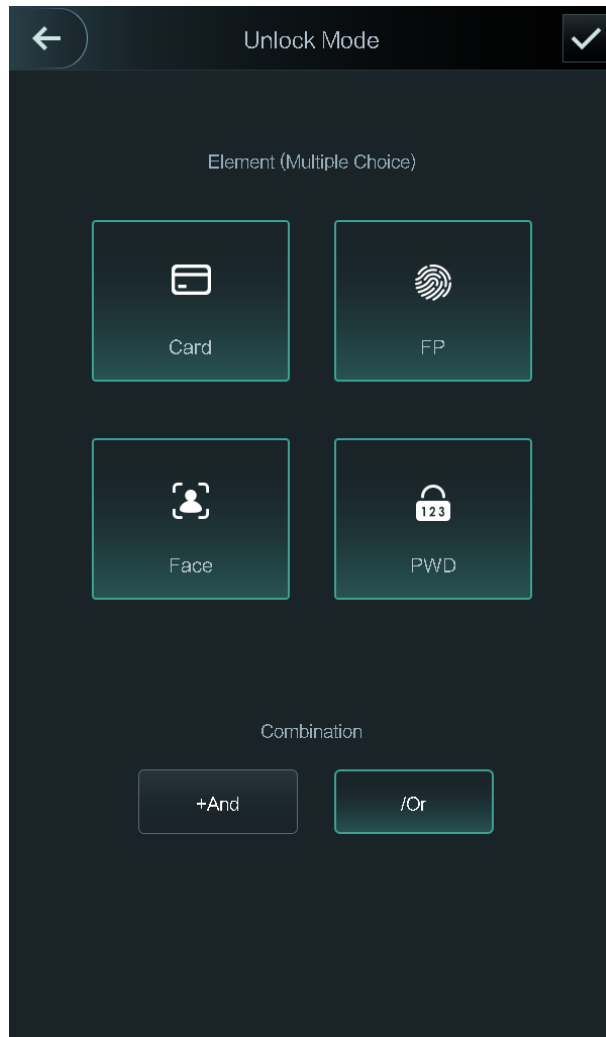 Unlock Mode
Element (Multiple Choice)
Card
FP
Face
123
PWD
Combination
+And
/Or